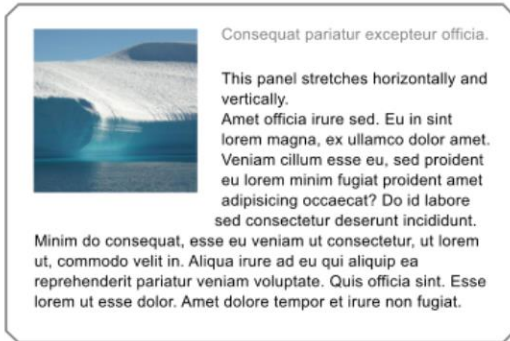 Consequat pariatur excepteur officia.
This panel stretches horizontally and
vertically.
Amet officia irure sed. Eu in sint
lorem magna, ex ullamco dolor amet.
Veniam cillum esse eu, sed proident
eu lorem minim fugiat proident amet
adipisicing occaecat? Do id labore
sed consectetur deserunt incididunt.
Minim do consequat, esse eu veniam ut consectetur, ut lorem
ut, commodo velit in. Aliqua irure ad eu qui aliquip ea
reprehenderit pariatur veniam voluptate. Quis officia sint. Esse
lorem ut esse dolor. Amet dolore tempor et irure non fugiat.